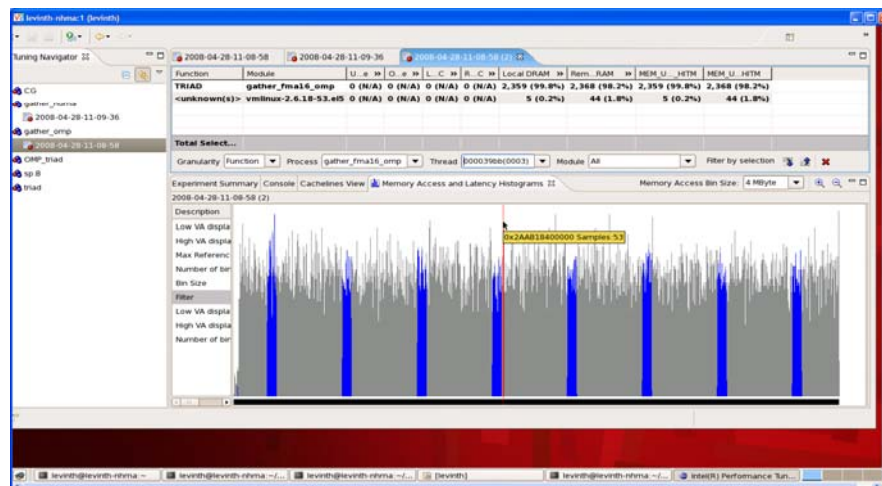 levinth-nhma:1 (levinth)
Tuning Navigator
2008-04-28-11-08-58
2008-04-28-11-09-36
2008-04-28-11-08-58 (2)
CG
gather_numa
2008-04-28-11-09-36
gather_omp
2008-04-28-11-08-58
OMP_triad
sp.B
triad
Function Module U...e O...e L...C R...C Local DRAM Rem...RAM MEM_U..._HITM MEM_U...HITM
TRIAD gather_fma16_omp 0 (N/A) 0 (N/A) 0 (N/A) 0 (N/A) 2,359 (99.8%) 2,368 (98.2%) 2,359 (99.8%) 2,368 (98.2%)
<unknown(s)> vmlinux-2.6.18-53.el5 0 (N/A) 0 (N/A) 0 (N/A) 0 (N/A) 5 (0.2%) 44 (1.8%) 5 (0.2%) 44 (1.8%)
Total Select...
Granularity Function Process gather_fma16_omp Thread 000039bb(0003) Module All Filter by selection
Experiment Summary Console Cachelines View Memory Access and Latency Histograms Memory Access Bin Size: 4 MByte
2008-04-28-11-08-58 (2)
Description
Low VA displa
High VA displa
Max Referenc
Number of bir
Bin Size
Filter
Low VA displa
High VA displa
Number of bir
0x2AAB18400000 Samples:53
levinth@levinth-nhma:~
levinth@levinth-nhma:~/...
levinth@levinth-nhma:~/...
[levinth]
levinth@levinth-nhma:~/...
Intel(R) Performance Tun...